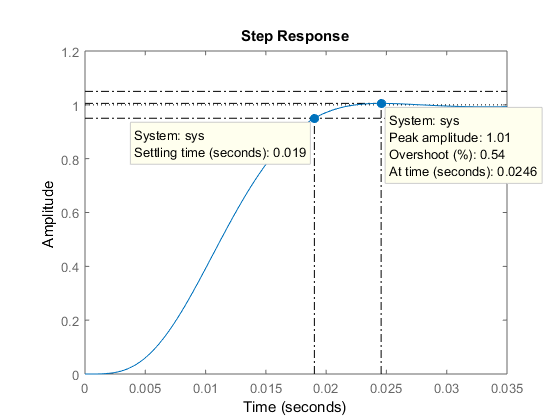 Step Response
1.2
1
0.8
0.6
0.4
0.2
0
Amplitude
System: sys
Settling time (seconds): 0.019
System: sys
Peak amplitude: 1.01
Overshoot (%): 0.54
At time (seconds): 0.0246
0 0.005 0.01 0.015 0.02 0.025 0.03 0.035
Time (seconds)